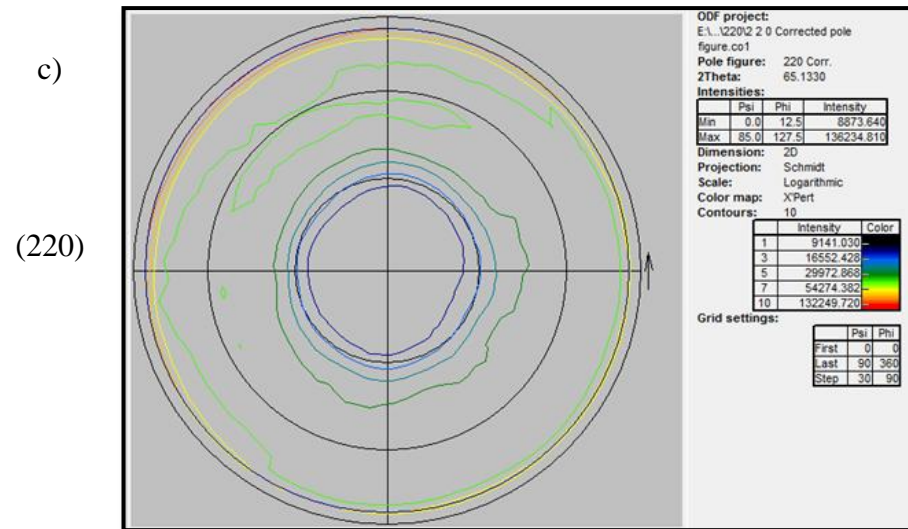 c)
(220)
ODF project:
E:\...\220\2 2 0 Corrected pole
figure.co1
Pole figure: 220 Corr.
2Theta: 65.1330
Intensities:
Psi Phi Intensity
Min 0.0 12.5 8873.640
Max 85.0 127.5 136234.810
Dimension: 2D
Projection: Schmidt
Scale: Logarithmic
Color map: X'Pert
Contours: 10
Intensity Color
1 9141.030
3 16552.428
5 29972.868
7 54274.382
10 132249.720
Grid settings:
Psi Phi
First 0 0
Last 90 360
Step 30 90